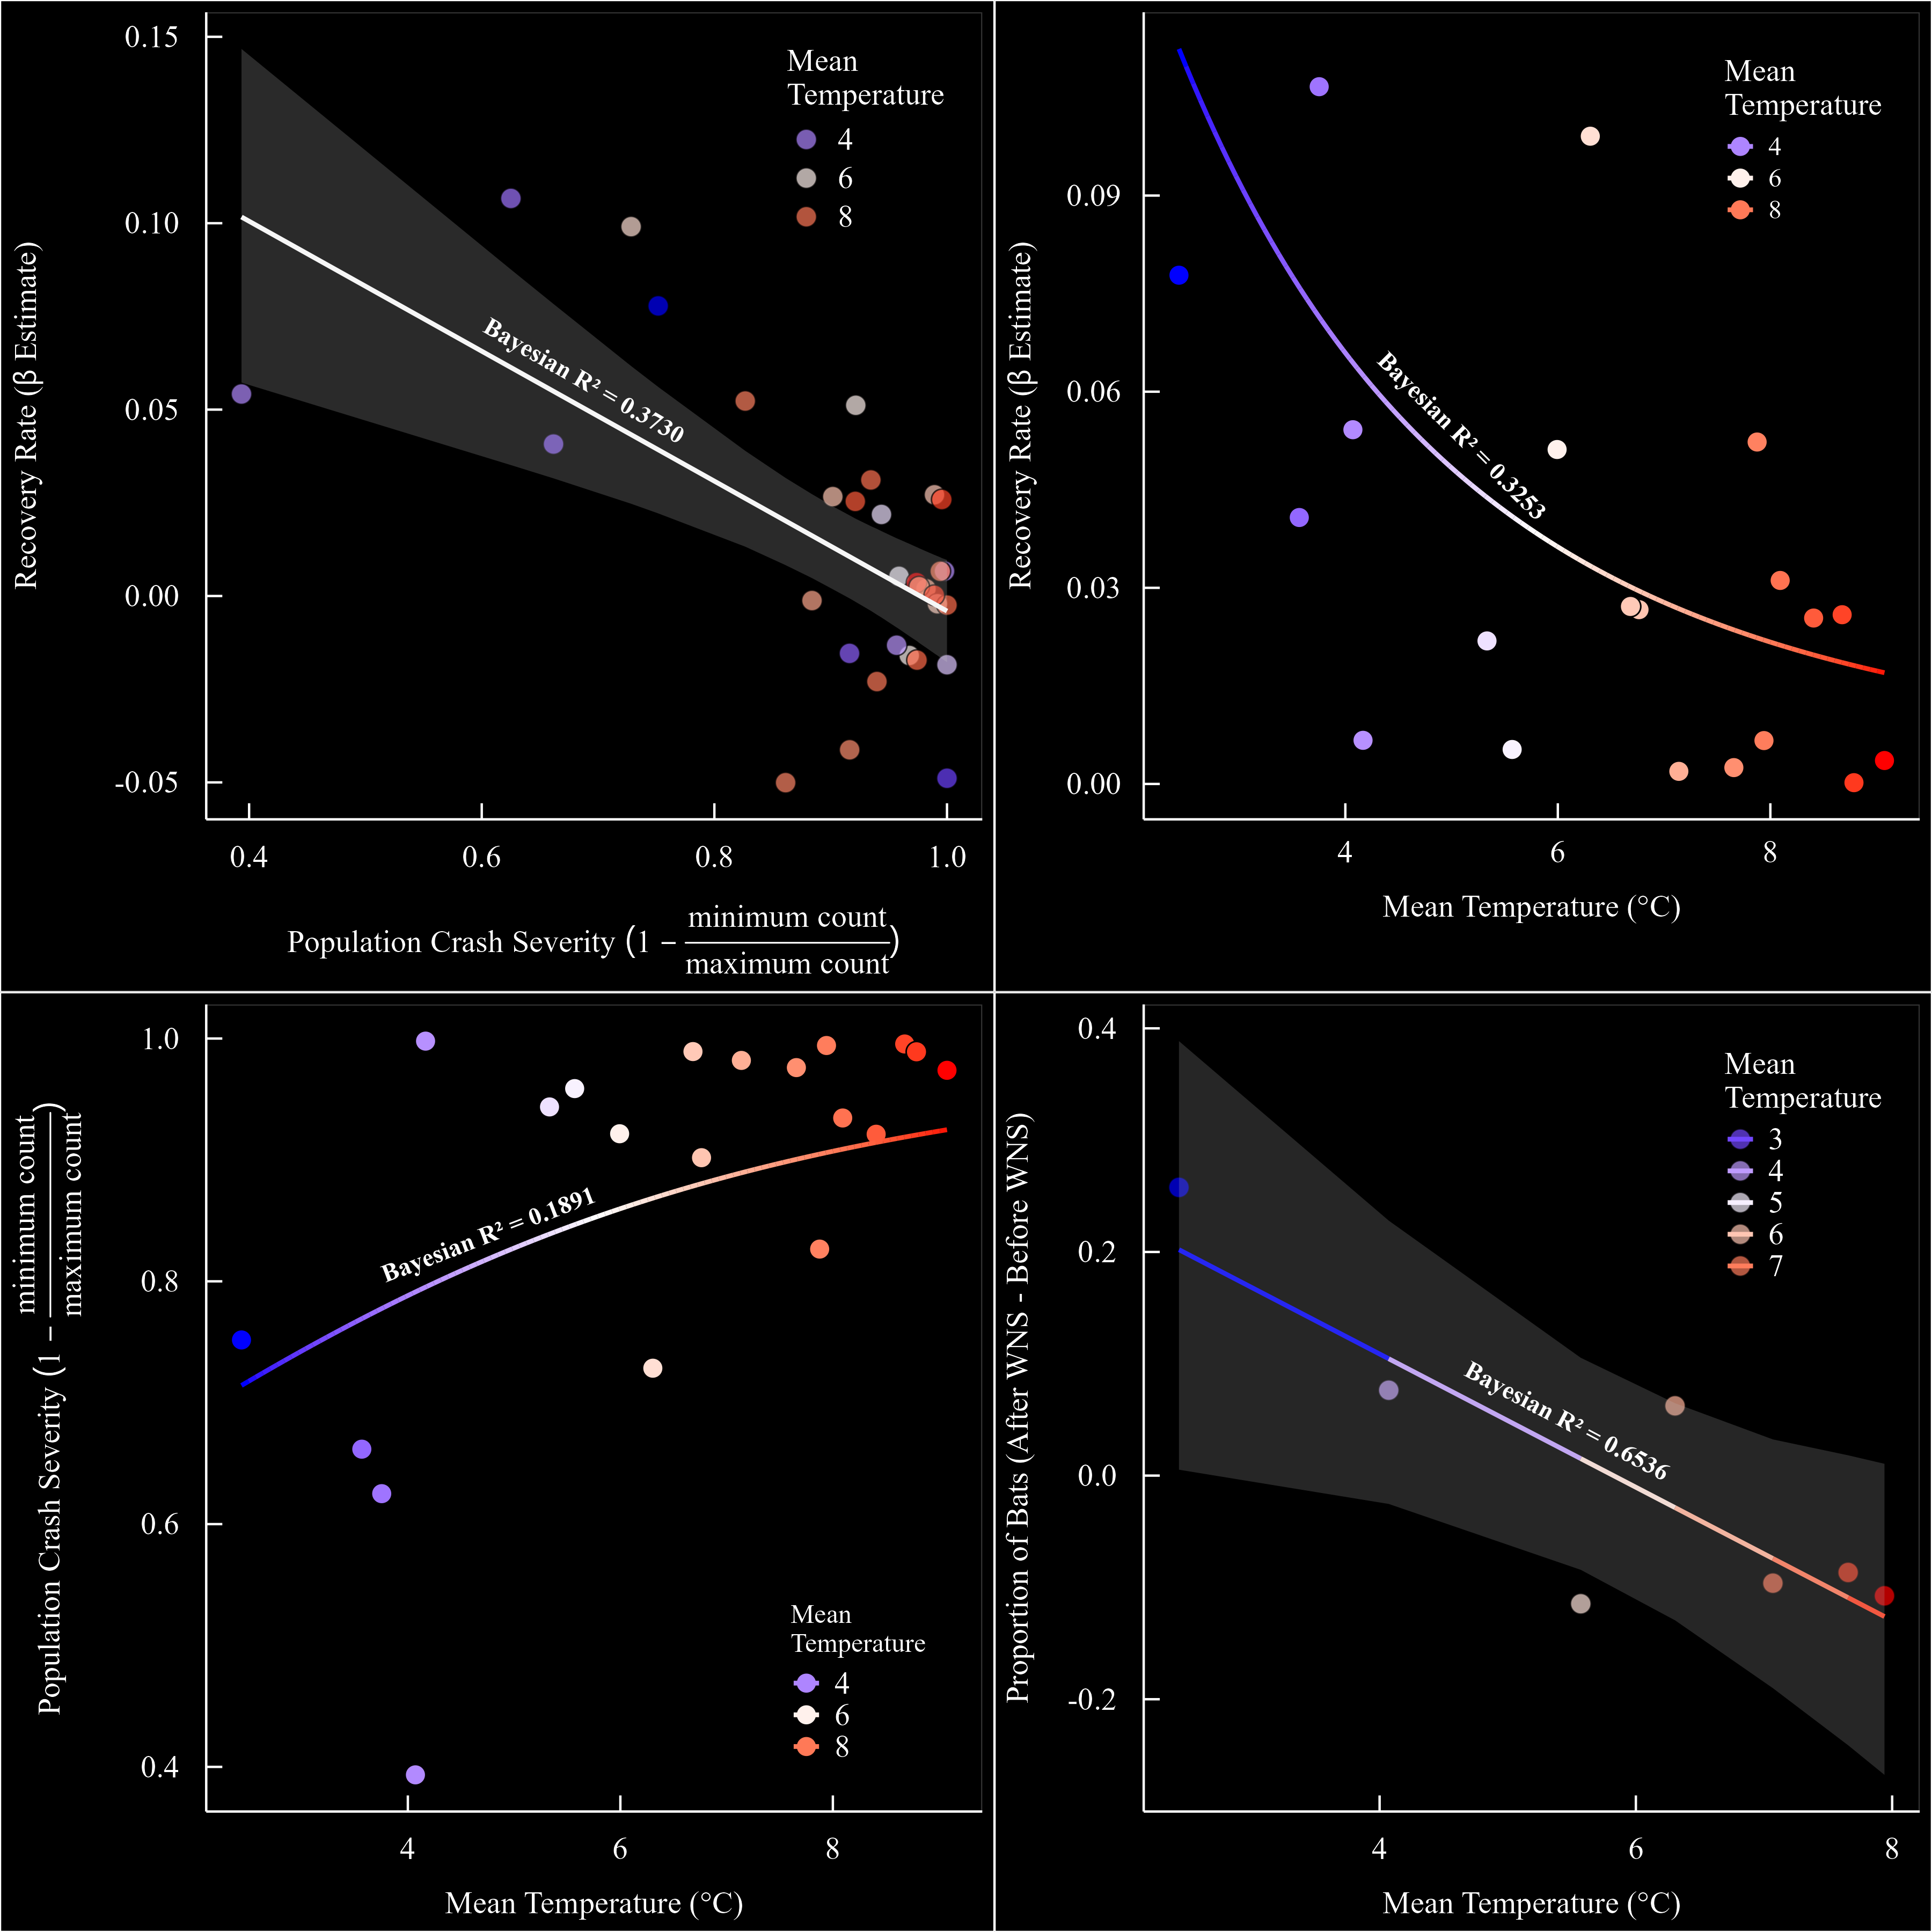 0.15
0.10
0.05
0.00
-0.05
Recovery Rate (β Estimate)
Mean
Temperature
4
6
8
Bayesian R² = 0.3730
0.4 0.6 0.8 1.0
Population Crash Severity (1 – minimum count
maximum count)
0.09
0.06
0.03
0.00
Recovery Rate (β Estimate)
Mean
Temperature
4
6
8
Bayesian R² = 0.3253
4 6 8
Mean Temperature (°C)
1.0
0.8
0.6
0.4
Population Crash Severity (1 – minimum count
maximum count)
Bayesian R² = 0.1891
Mean
Temperature
4
6
8
4 6 8
Mean Temperature (°C)
0.4
0.2
0.0
-0.2
Proportion of Bats (After WNS - Before WNS)
Mean
Temperature
3
4
5
6
7
Bayesian R² = 0.6536
4 6 8
Mean Temperature (°C)